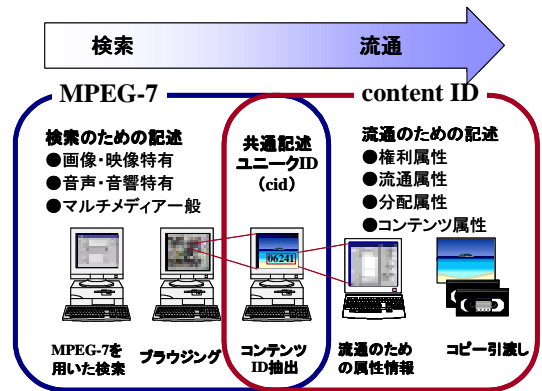 検索
流通
MPEG-7
content ID
検索のための記述
●画像・映像特有
●音声・音響特有
●マルチメディア一般
共通記述
ユニークID
(cid)
流通のための記述
●権利属性
●流通属性
●分配属性
●コンテンツ属性
06241
MPEG-7を
用いた検索
ブラウジング
コンテンツ
ID抽出
流通のため
の属性情報
コピー引渡し